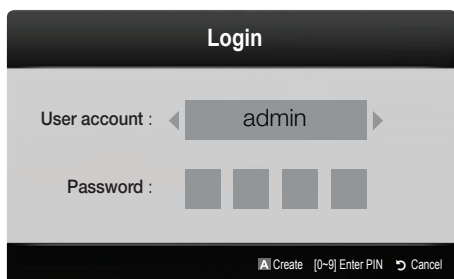 Login
User account :
admin
Password :
A Create [0~9] Enter PIN Cancel